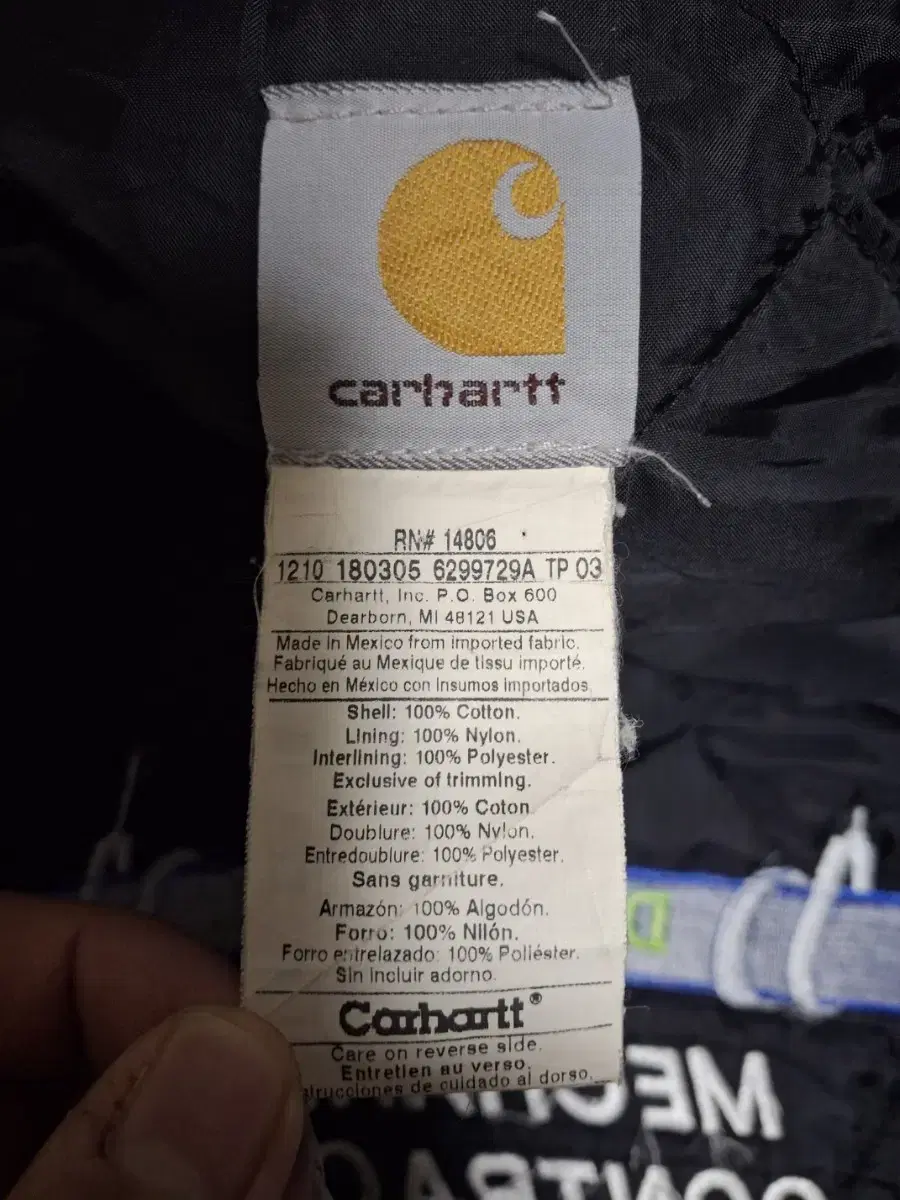 carhartt
RN# 14806
1210 180305 6299729A TP 03
Carhartt, Inc. P.O. Box 600
Dearborn, MI 48121 USA
Made in Mexico from imported fabric.
Fabriqué au Mexique de tissu importé.
Hecho en México con Insumos importados
Shell: 100% Cotton.
Lining: 100% Nylon.
Interlining: 100% Polyester.
Exclusive of trimming.
Extérieur: 100% Coton.
Doublure: 100% Nylon.
Entredoublure: 100% Polyester.
Sans garniture.
Armazón: 100% Algodón.
Forro: 100% Nilón.
Forro entrelazado: 100% Poliéster.
Sin incluir adorno.
Carhartt®
Care on reverse side.
Entretien au verso.
de cuidado al dorso.